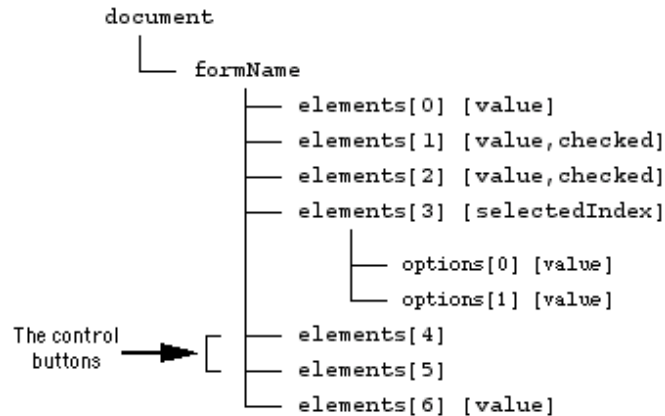 document
formName
elements[0] [value]
elements[1] [value,checked]
elements[2] [value,checked]
elements[3] [selectedIndex]
options[0] [value]
options[1] [value]
The control
buttons
elements[4]
elements[5]
elements[6] [value]